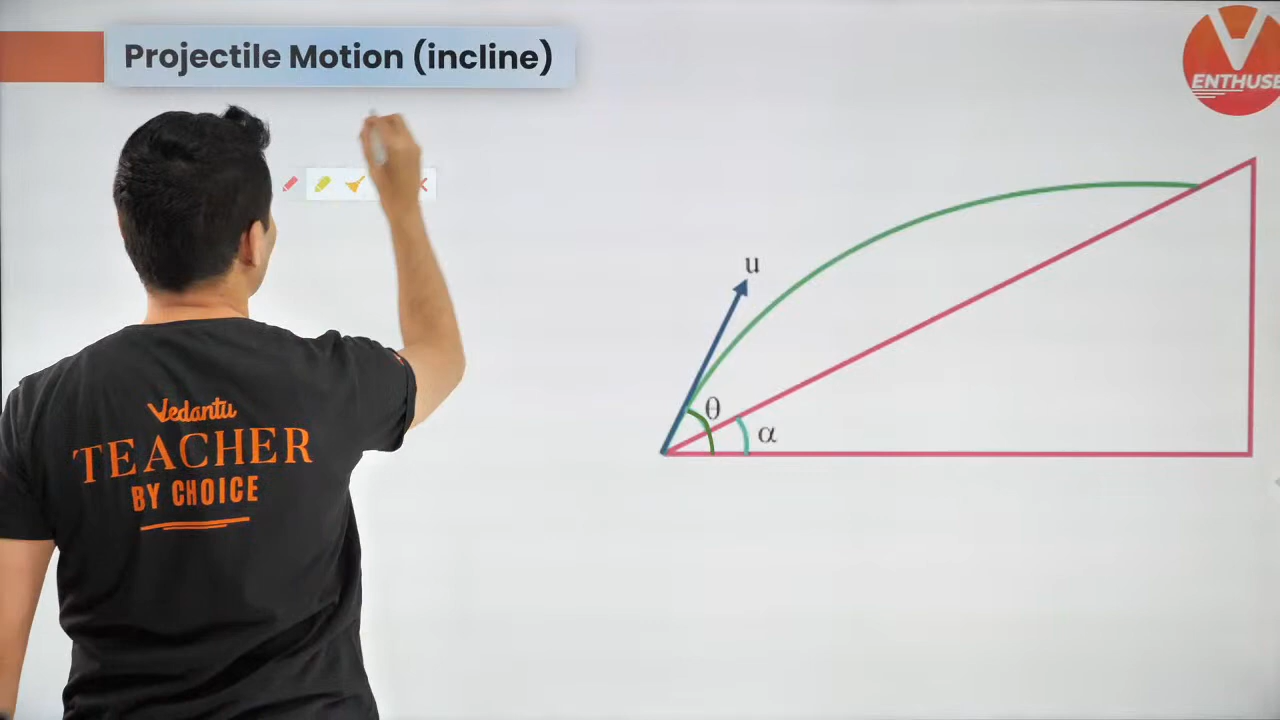 Projectile Motion (incline)
V
ENTHUSE
u
θ
α
Vedantu
TEACHER
BY CHOICE